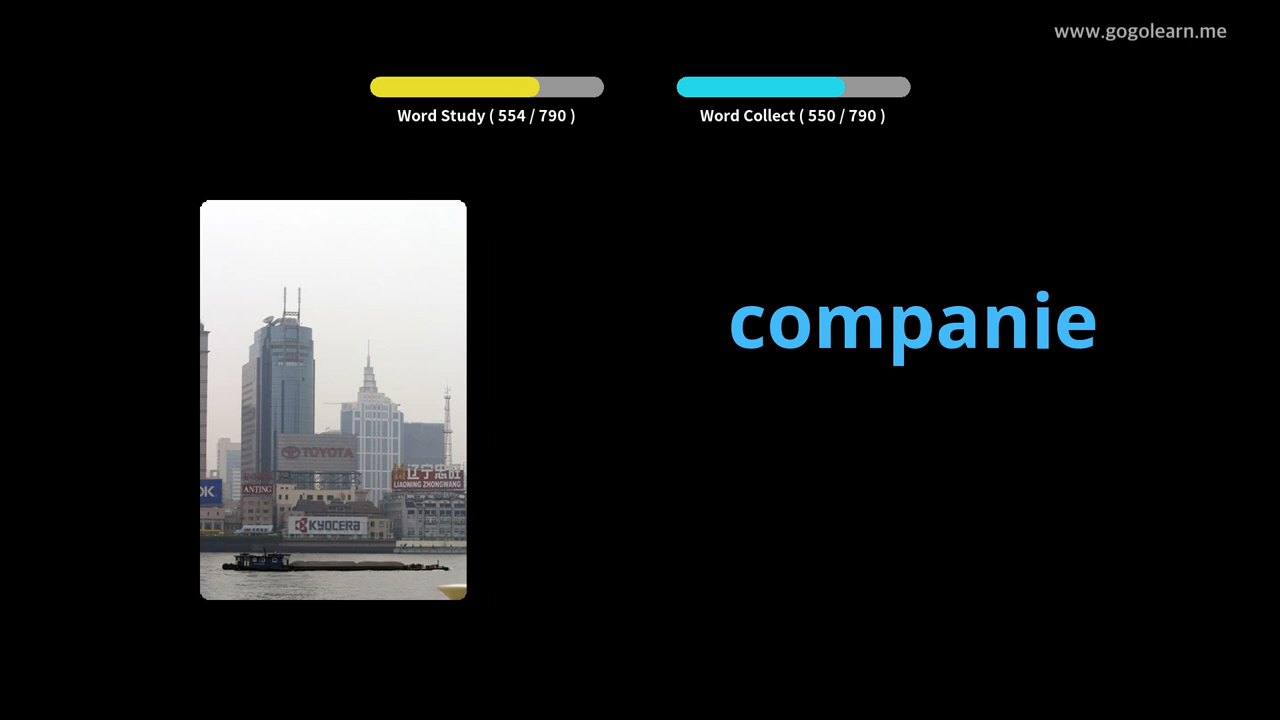 www.gogolearn.me
Word Study ( 554 / 790 )
Word Collect ( 550 / 790 )
companie
TOYOTA
辽宁忠旺
LIAONING ZHONGWANG
OK
ANTING
KYOCERA